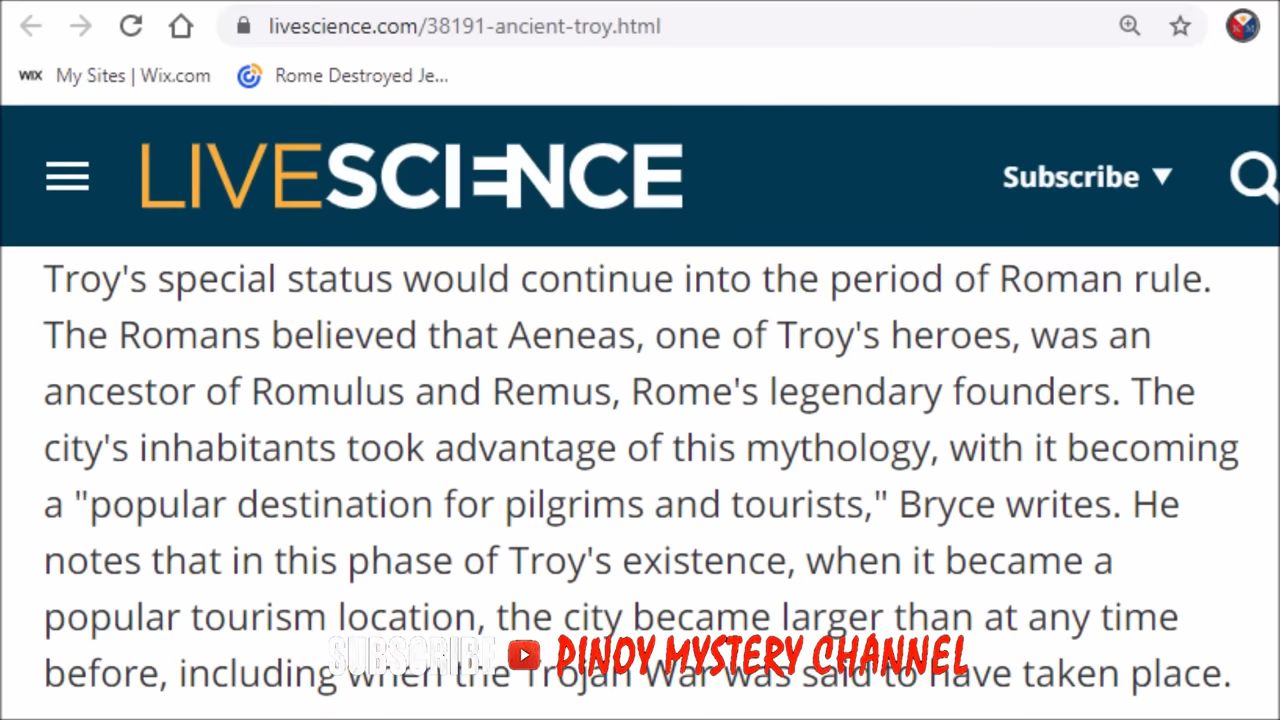 livescience.com/38191-ancient-troy.html
WIX My Sites | Wix.com Rome Destroyed Je...
LIVESCIENCE
Subscribe ▼
Troy's special status would continue into the period of Roman rule.
The Romans believed that Aeneas, one of Troy's heroes, was an
ancestor of Romulus and Remus, Rome's legendary founders. The
city's inhabitants took advantage of this mythology, with it becoming
a "popular destination for pilgrims and tourists," Bryce writes. He
notes that in this phase of Troy's existence, when it became a
popular tourism location, the city became larger than at any time
SUBSCRIBE PINOY MYSTERY CHANNEL
before, including when the Trojan War was said to have taken place.